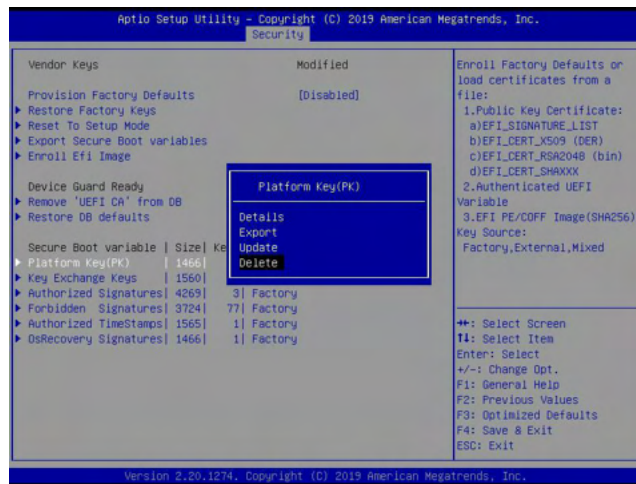 Aptio Setup Utility – Copyright (C) 2019 American Megatrends, Inc.
Security
Vendor Keys Modified
Provision Factory Defaults [Disabled]
Restore Factory Keys
Reset To Setup Mode
Export Secure Boot variables
Enroll Efi Image
Device Guard Ready
Remove 'UEFI CA' from DB
Restore DB defaults
Secure Boot variable | Size| Ke
Platform Key(PK) | 1466|
Key Exchange Keys | 1560|
Authorized Signatures| 4269| 3| Factory
Forbidden Signatures| 3724| 77| Factory
Authorized TimeStamps| 1565| 1| Factory
OsRecovery Signatures| 1466| 1| Factory
Platform Key(PK)
Details
Export
Update
Delete
Enroll Factory Defaults or
load certificates from a
file:
1.Public Key Certificate:
a)EFI_SIGNATURE_LIST
b)EFI_CERT_X509 (DER)
c)EFI_CERT_RSA2048 (bin)
d)EFI_CERT_SHAXXX
2.Authenticated UEFI
Variable
3.EFI PE/COFF Image(SHA256)
Key Source:
Factory,External,Mixed
↔: Select Screen
↑↓: Select Item
Enter: Select
+/-: Change Opt.
F1: General Help
F2: Previous Values
F3: Optimized Defaults
F4: Save & Exit
ESC: Exit
Version 2.20.1274. Copyright (C) 2019 American Megatrends, Inc.